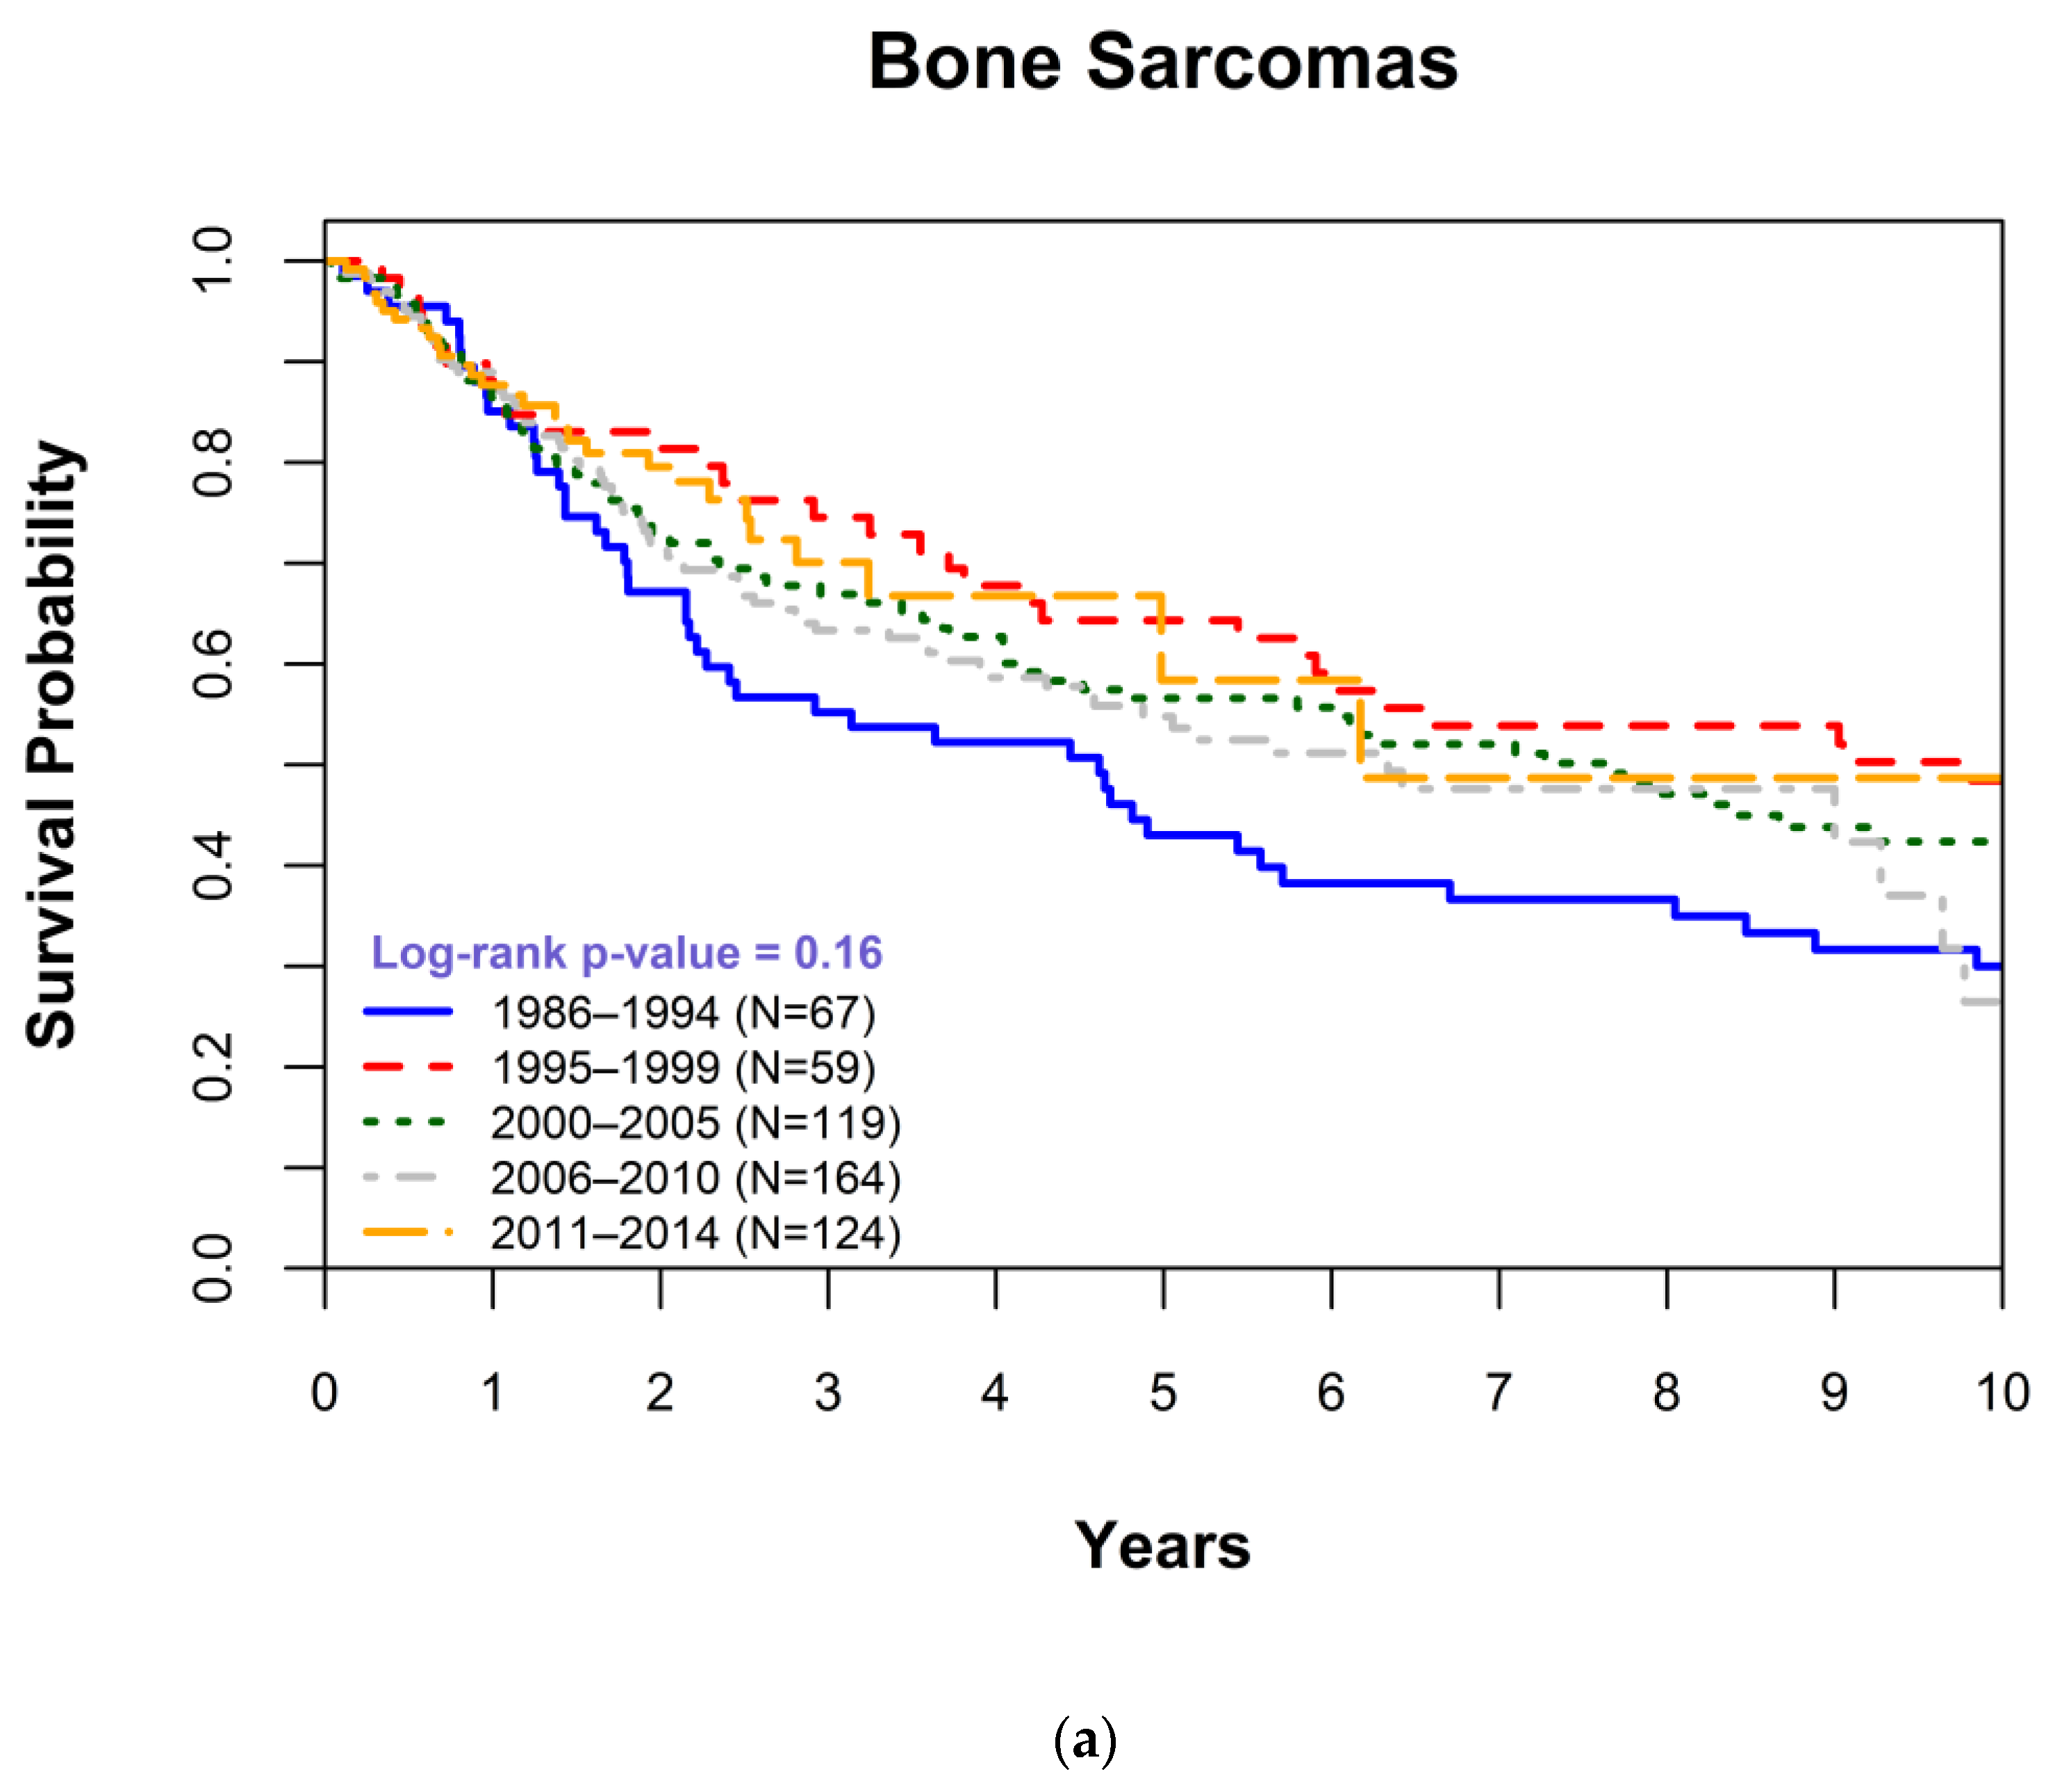 Bone Sarcomas
Survival Probability
1.0
0.8
0.6
0.4
0.2
0.0
Log-rank p-value = 0.16
1986–1994 (N=67)
1995–1999 (N=59)
2000–2005 (N=119)
2006–2010 (N=164)
2011–2014 (N=124)
0 1 2 3 4 5 6 7 8 9 10
Years
(a)